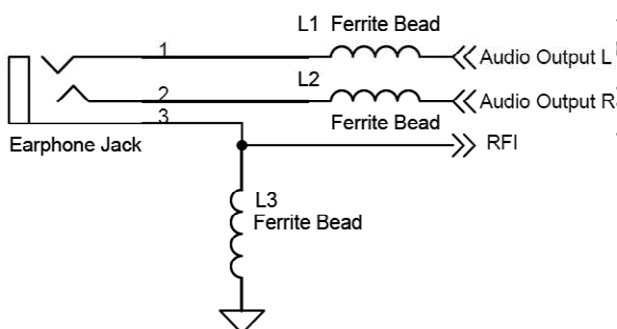 L1 Ferrite Bead
1
Audio Output L
L2
2
Audio Output R
3
Ferrite Bead
Earphone Jack
RFI
L3
Ferrite Bead